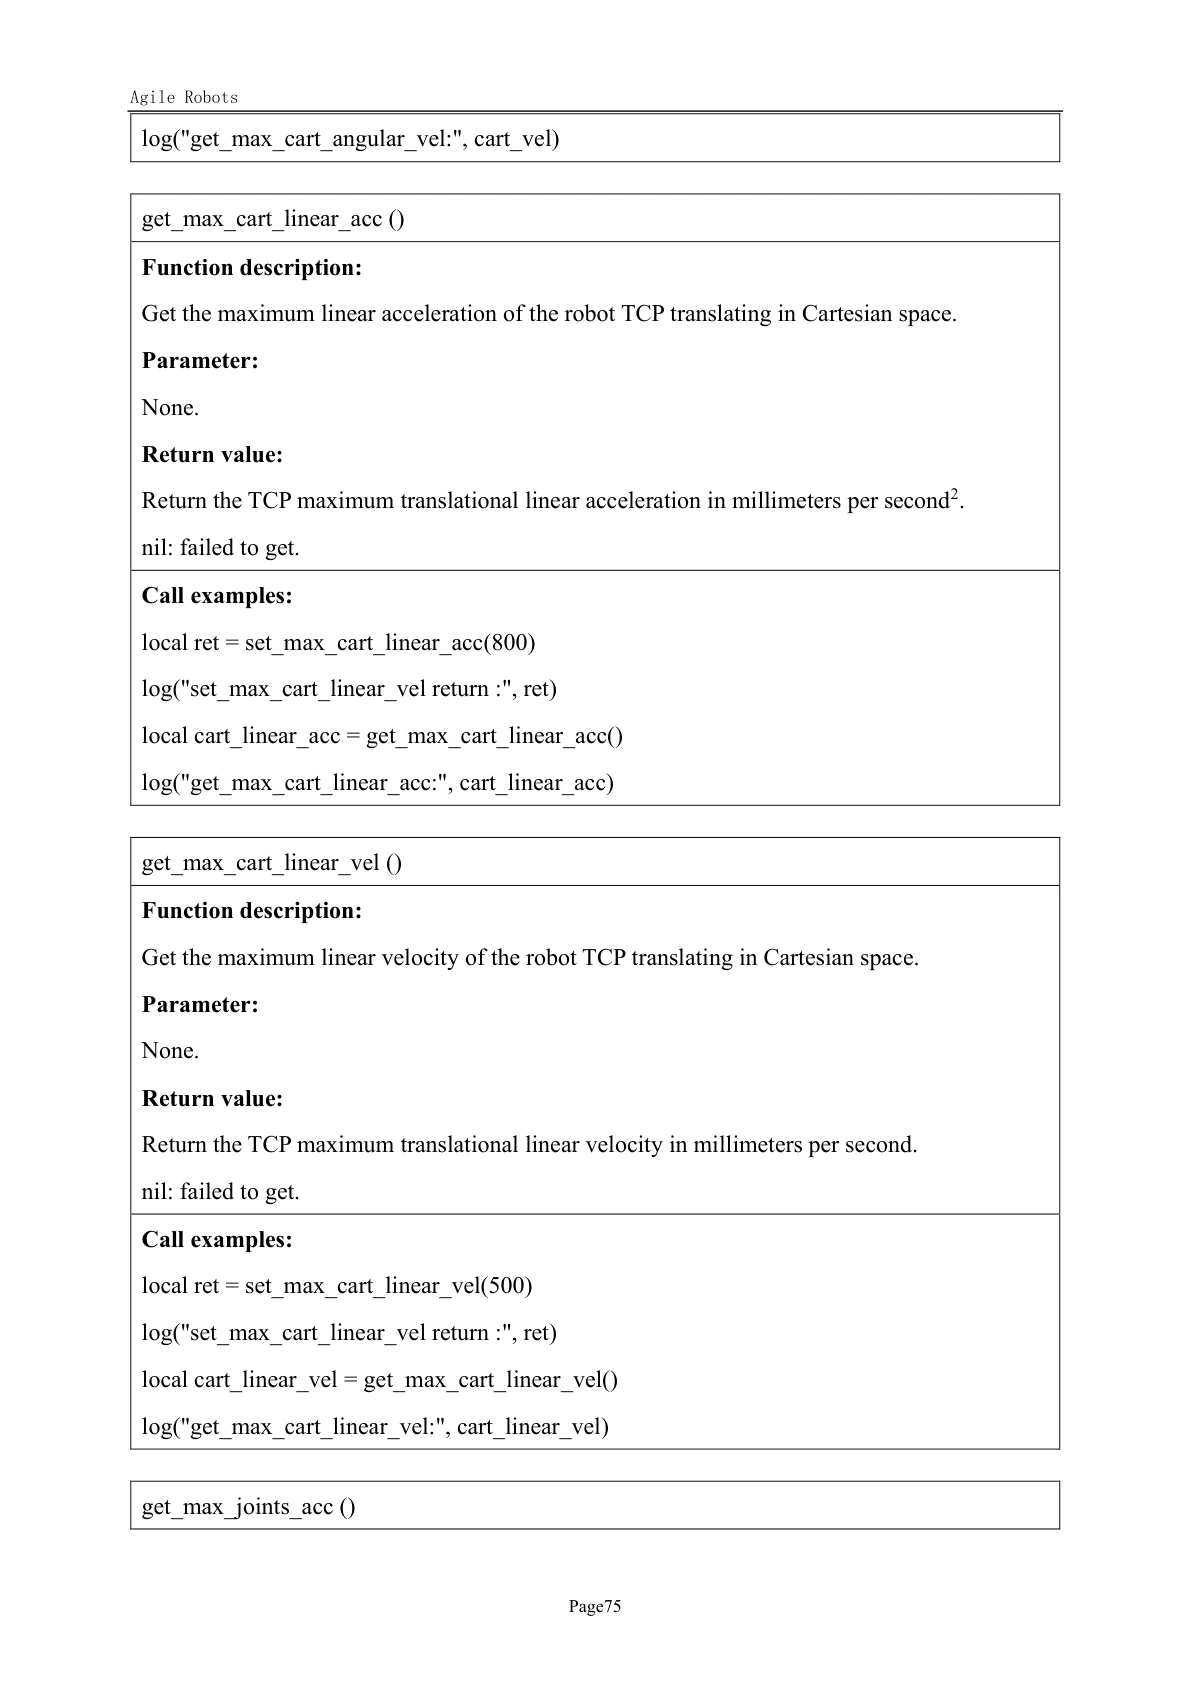 Agile Robots
log("get_max_cart_angular_vel:", cart_vel)
get_max_cart_linear_acc ()
Function description:
Get the maximum linear acceleration of the robot TCP translating in Cartesian space.
Parameter:
None.
Return value:
Return the TCP maximum translational linear acceleration in millimeters per second².
nil: failed to get.
Call examples:
local ret = set_max_cart_linear_acc(800)
log("set_max_cart_linear_vel return :", ret)
local cart_linear_acc = get_max_cart_linear_acc()
log("get_max_cart_linear_acc:", cart_linear_acc)
get_max_cart_linear_vel ()
Function description:
Get the maximum linear velocity of the robot TCP translating in Cartesian space.
Parameter:
None.
Return value:
Return the TCP maximum translational linear velocity in millimeters per second.
nil: failed to get.
Call examples:
local ret = set_max_cart_linear_vel(500)
log("set_max_cart_linear_vel return :", ret)
local cart_linear_vel = get_max_cart_linear_vel()
log("get_max_cart_linear_vel:", cart_linear_vel)
get_max_joints_acc ()
Page75